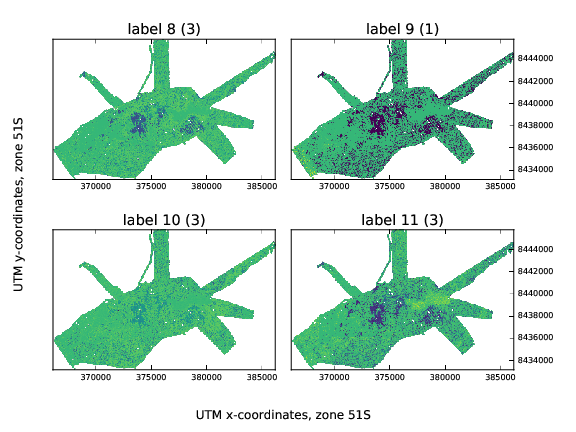 label 8 (3)
label 9 (1)
8444000
8442000
8440000
8438000
8436000
8434000
370000 375000 380000 385000
370000 375000 380000 385000
UTM y-coordinates, zone 51S
label 10 (3)
label 11 (3)
8444000
8442000
8440000
8438000
8436000
8434000
370000 375000 380000 385000
370000 375000 380000 385000
UTM x-coordinates, zone 51S